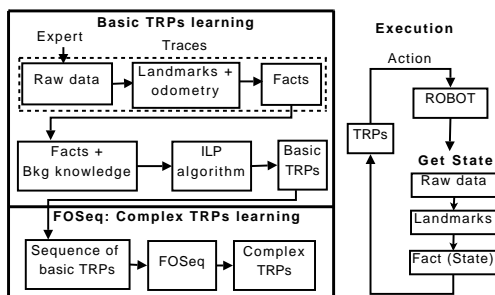 Basic TRPs learning
Expert
Traces
Raw data
Landmarks +
odometry
Facts
Facts +
Bkg knowledge
ILP
algorithm
Basic
TRPs
FOSeq: Complex TRPs learning
Sequence of
basic TRPs
FOSeq
Complex
TRPs
Execution
Action
ROBOT
TRPs
Get State
Raw data
Landmarks
Fact (State)